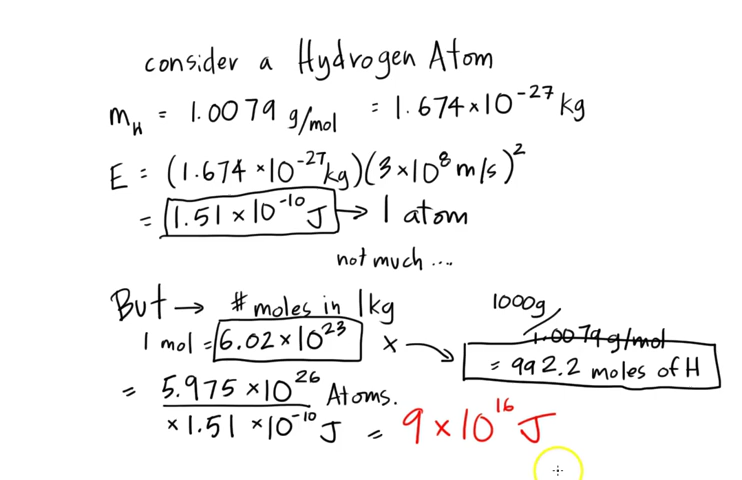 consider a Hydrogen Atom
m_H = 1.0079 g/mol = 1.674 × 10^-27 kg
E = (1.674 × 10^-27 kg)(3 × 10^8 m/s)^2
= 1.51 × 10^-10 J → 1 atom
not much ....
But → # moles in 1kg
1000g
1 mol = 6.02 × 10^23 × →
1.0079 g/mol
= 992.2 moles of H
= 5.975 × 10^26 Atoms.
× 1.51 × 10^-10 J = 9 × 10^16 J